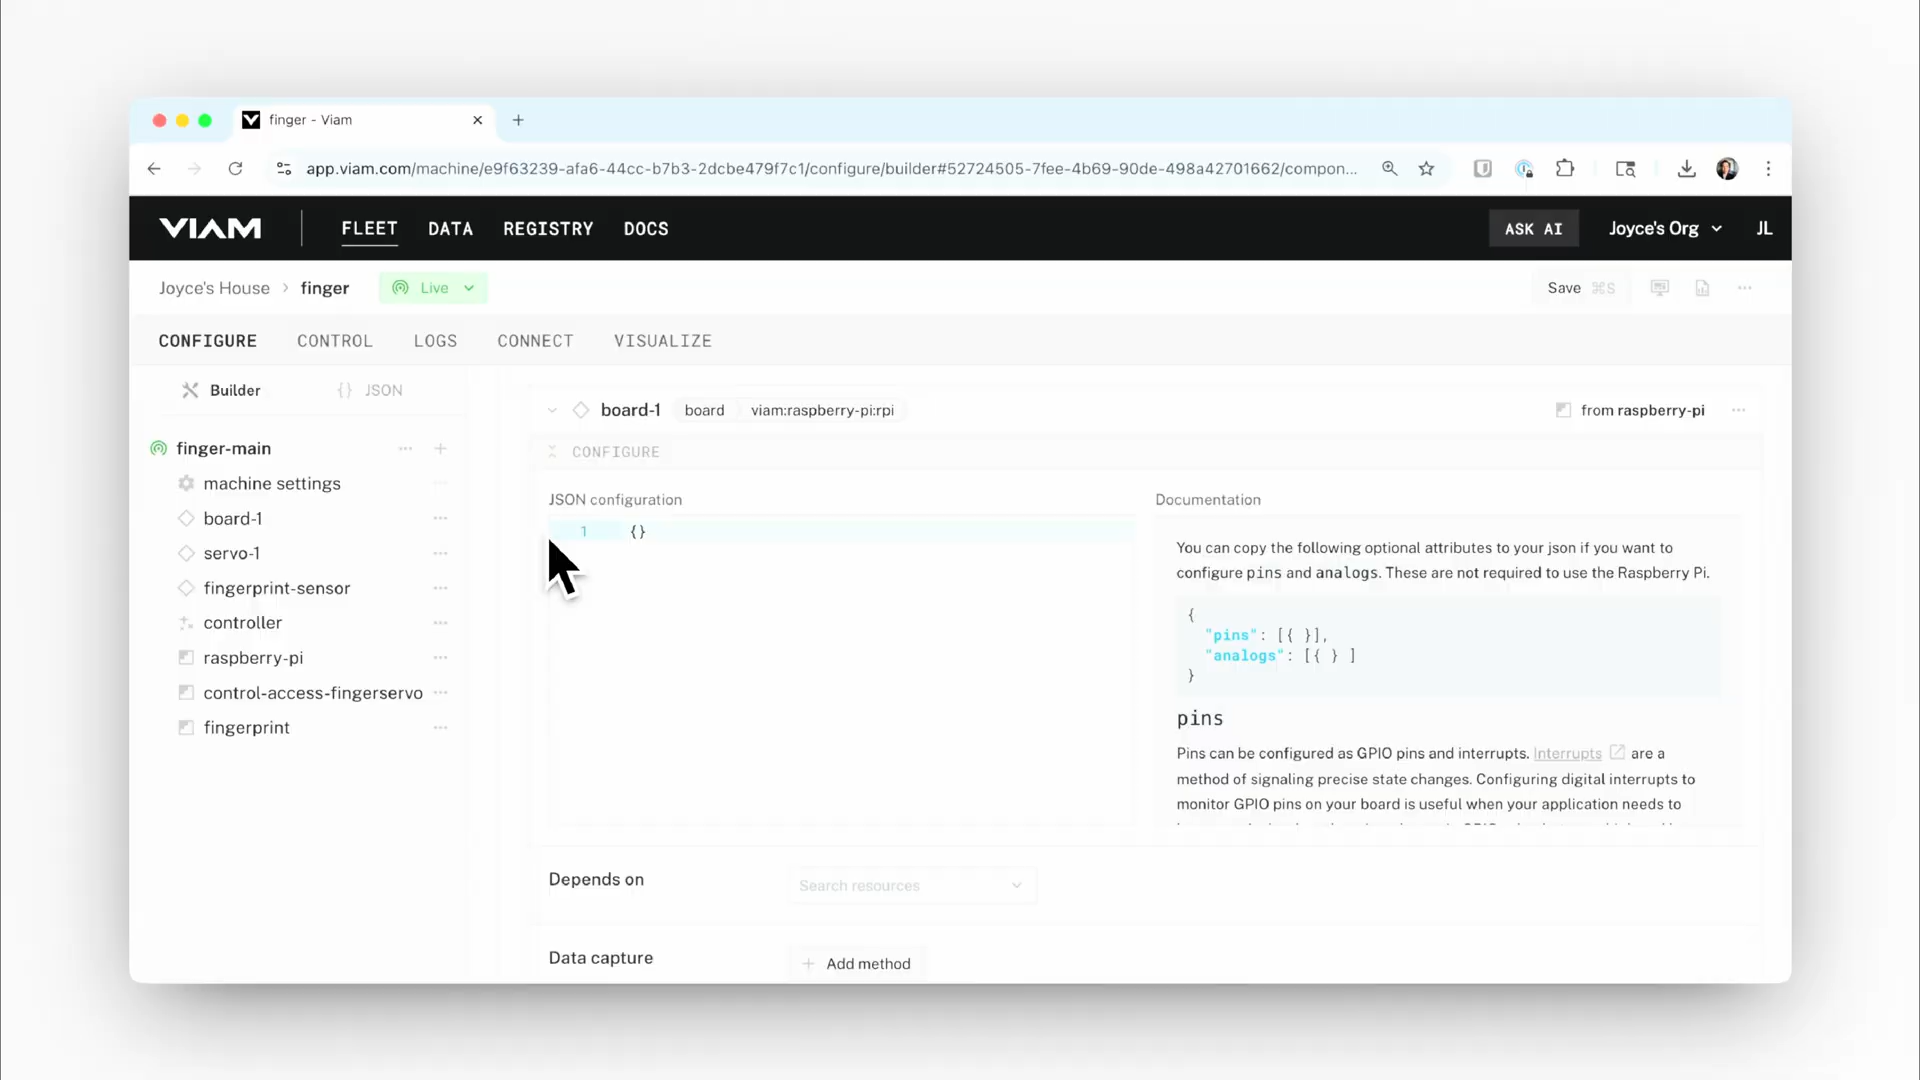 finger - Viam
app.viam.com/machine/e9f63239-afa6-44cc-b7b3-2dcbe479f7c1/configure/builder#52724505-7fee-4b69-90de-498a42701662/compon...
VIAM FLEET DATA REGISTRY DOCS ASK AI Joyce's Org JL
Joyce's House > finger Live Save ⌘S
CONFIGURE CONTROL LOGS CONNECT VISUALIZE
Builder {} JSON
finger-main
machine settings
board-1
servo-1
fingerprint-sensor
controller
raspberry-pi
control-access-fingerservo
fingerprint
board-1 board viam:raspberry-pi:rpi from raspberry-pi
CONFIGURE
JSON configuration
1 {}
Documentation
You can copy the following optional attributes to your json if you want to
configure pins and analogs. These are not required to use the Raspberry Pi.
{
"pins": [{ }],
"analogs": [{ } ]
}
pins
Pins can be configured as GPIO pins and interrupts. Interrupts are a
method of signaling precise state changes. Configuring digital interrupts to
monitor GPIO pins on your board is useful when your application needs to
Depends on Search resources
Data capture + Add method